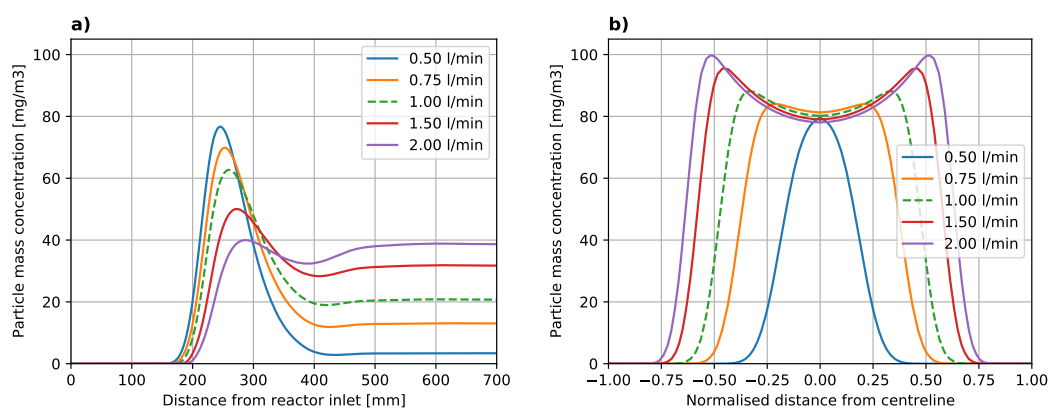 a)
Particle mass concentration [mg/m3]
100
80
60
40
20
0
0 100 200 300 400 500 600 700
Distance from reactor inlet [mm]
0.50 l/min
0.75 l/min
1.00 l/min
1.50 l/min
2.00 l/min
b)
Particle mass concentration [mg/m3]
100
80
60
40
20
0
−1.00 −0.75 −0.50 −0.25 0.00 0.25 0.50 0.75 1.00
Normalised distance from centreline
0.50 l/min
0.75 l/min
1.00 l/min
1.50 l/min
2.00 l/min